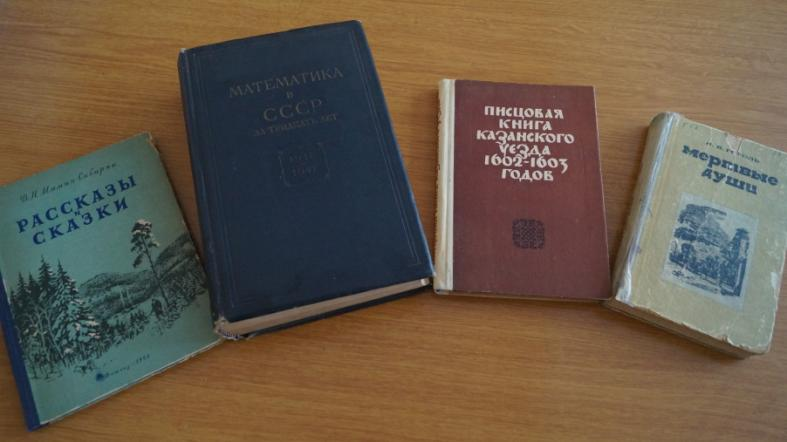 Д. Н. Мамин-Сибиряк
РАССКАЗЫ
И
СКАЗКИ
МАТЕМАТИКА
В
СССР
ЗА ТРИДЦАТЬ ЛЕТ
1917
1947
ПИСЦОВАЯ
КНИГА
КАЗАНСКОГО
УЕЗДА
1602-1603
ГОДОВ
Н. В. ГОГОЛЬ
МЕРТВЫЕ
ДУШИ